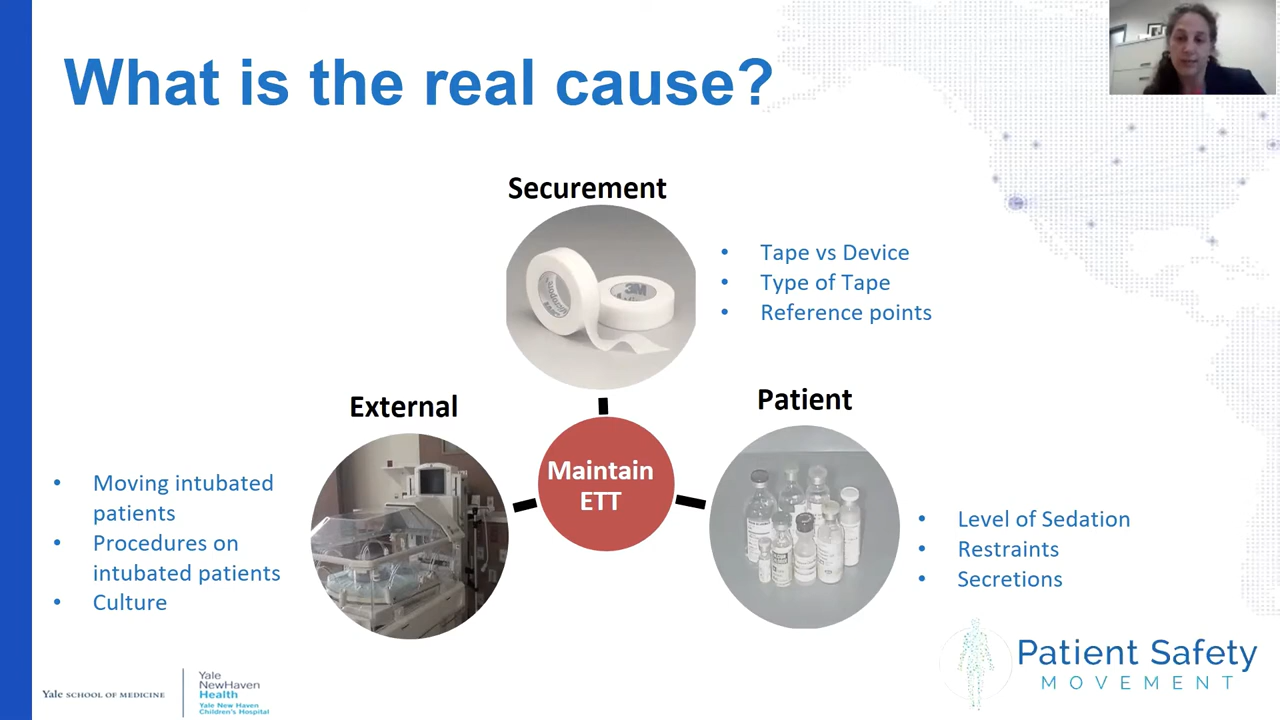 What is the real cause?
Securement
3M
Tape vs Device
Type of Tape
Reference points
External
Patient
Maintain
ETT
Moving intubated
patients
Procedures on
intubated patients
Culture
Level of Sedation
Restraints
Secretions
Yale SCHOOL OF MEDICINE
Yale
NewHaven
Health
Yale New Haven
Children's Hospital
Patient Safety
MOVEMENT